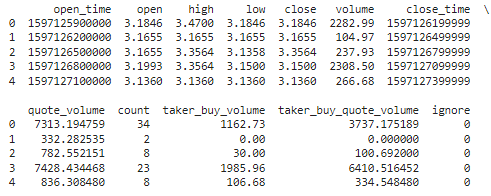 open_time open high low close volume close_time \
0 1597125900000 3.1846 3.4700 3.1846 3.1846 2282.99 1597126199999
1 1597126200000 3.1655 3.1655 3.1655 3.1655 104.97 1597126499999
2 1597126500000 3.1655 3.3564 3.1358 3.3564 237.93 1597126799999
3 1597126800000 3.1993 3.3564 3.1500 3.1500 2308.50 1597127099999
4 1597127100000 3.1360 3.1360 3.1360 3.1360 266.68 1597127399999
quote_volume count taker_buy_volume taker_buy_quote_volume ignore
0 7313.194759 34 1162.73 3737.175189 0
1 332.282535 2 0.00 0.000000 0
2 782.552151 8 30.00 100.692000 0
3 7428.434468 23 1985.96 6410.516452 0
4 836.308480 8 106.68 334.548480 0